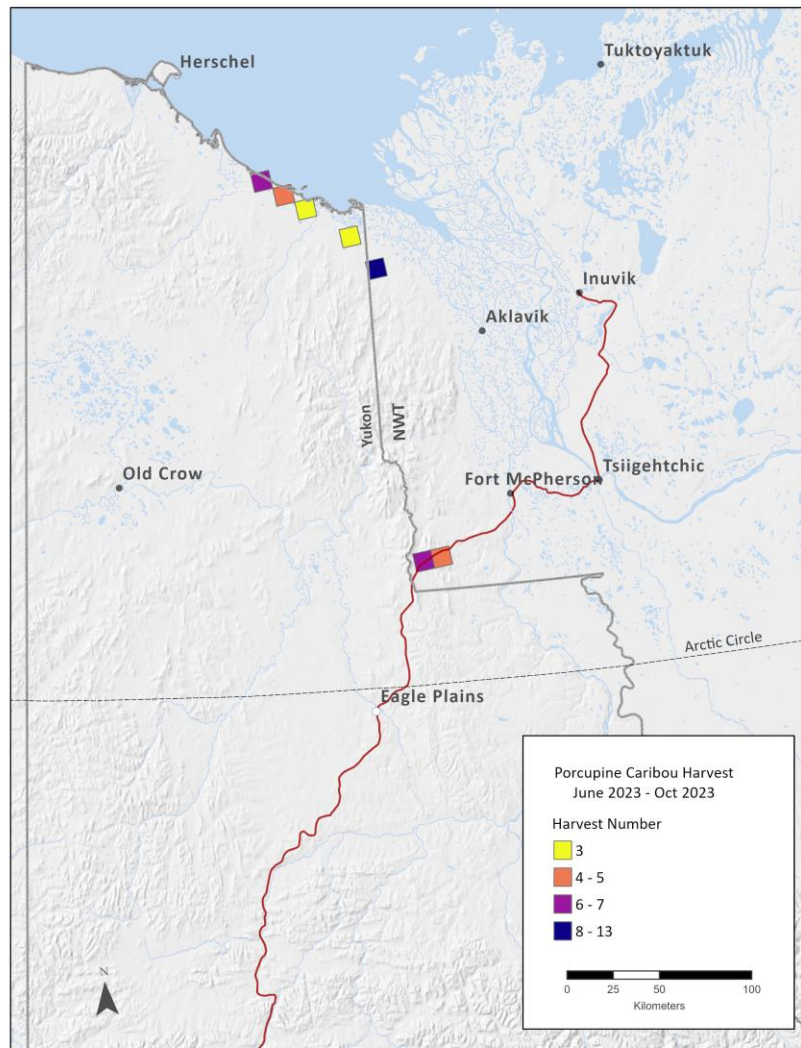 Tuktoyaktuk
Herschel
Inuvik
Aklavik
Yukon
NWT
Old Crow
Fort McPherson
Tsiigehtchic
Arctic Circle
Eagle Plains
Porcupine Caribou Harvest
June 2023 - Oct 2023
Harvest Number
3
4 - 5
6 - 7
8 - 13
N
0 25 50 100
Kilometers